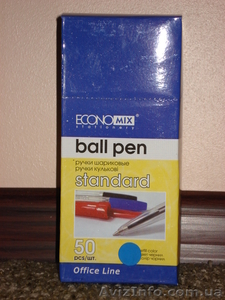 ECONOMIX
stationery
ball pen
ручки шариковые
ручки кулькові
standard
50
pcs/шт.
Office Line
AvizInfo.com.ua